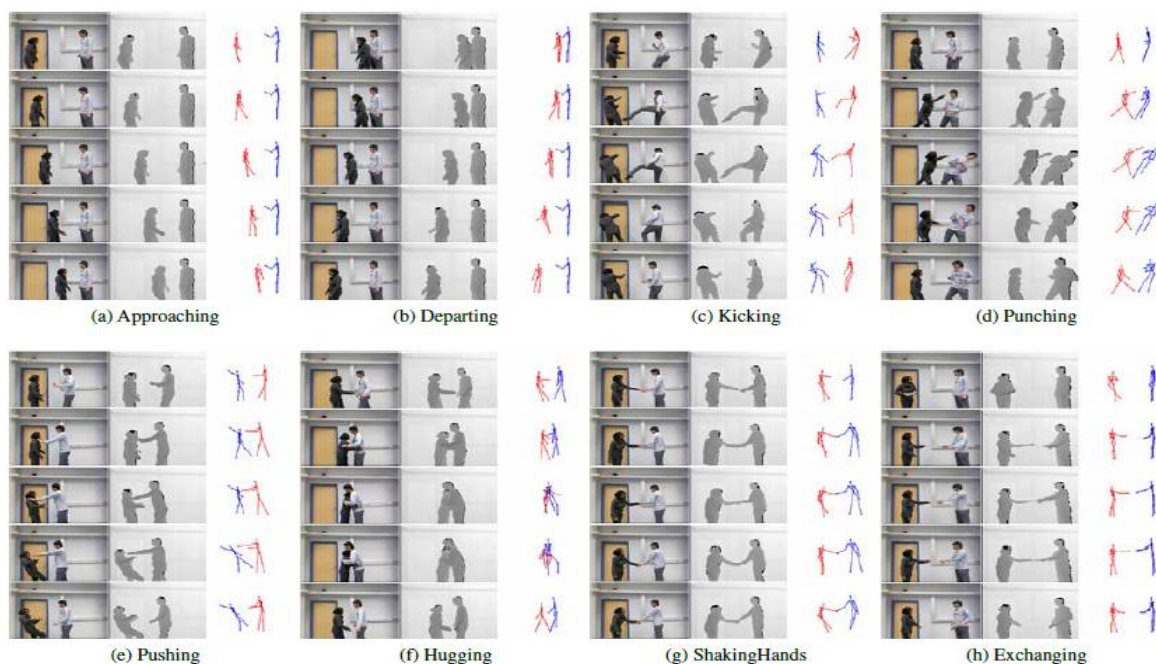 (a) Approaching
(b) Departing
(c) Kicking
(d) Punching
(e) Pushing
(f) Hugging
(g) ShakingHands
(h) Exchanging